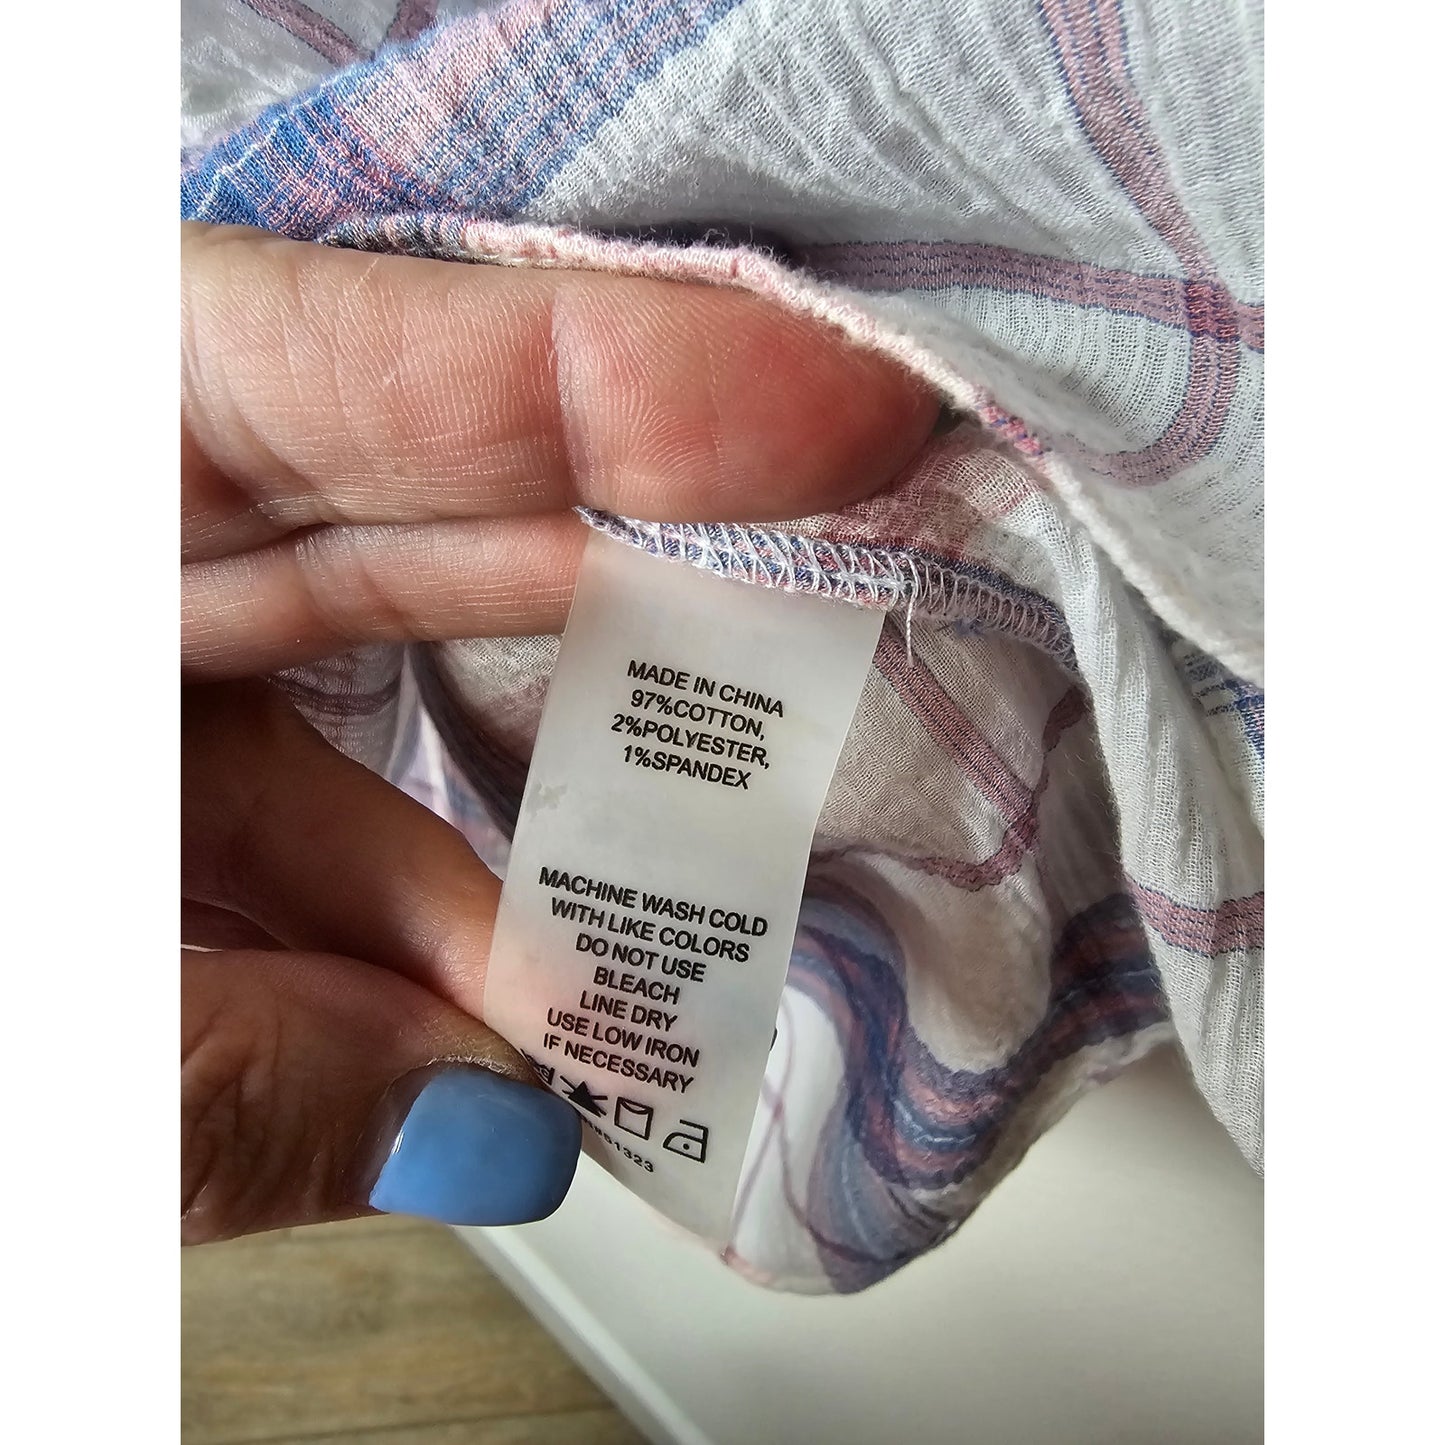 MADE IN CHINA
97%COTTON,
2%POLYESTER,
1%SPANDEX
MACHINE WASH COLD
WITH LIKE COLORS
DO NOT USE
BLEACH
LINE DRY
USE LOW IRON
IF NECESSARY